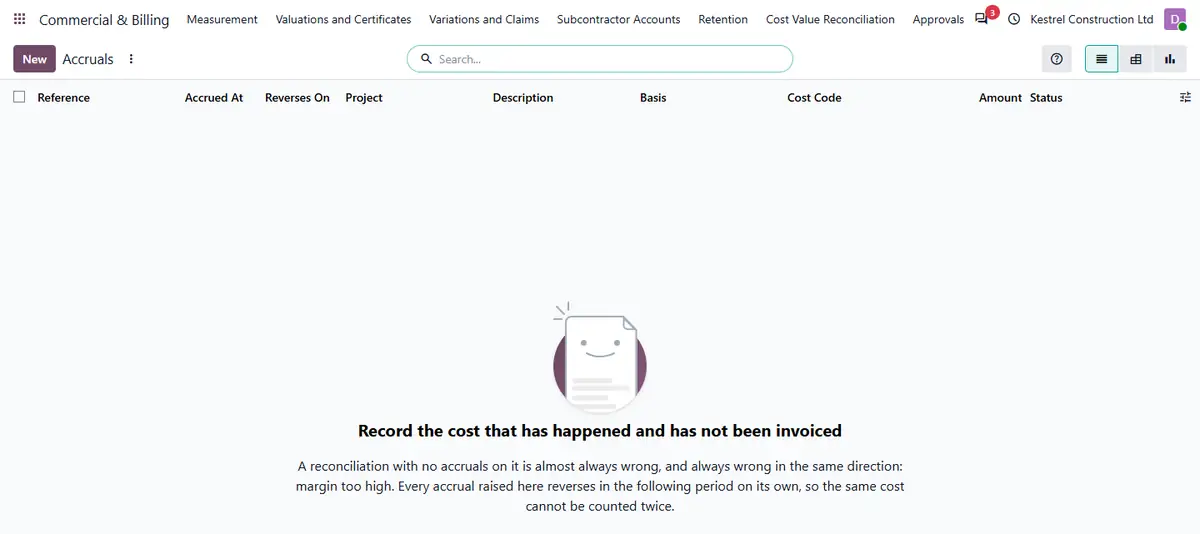 Commercial & Billing Measurement Valuations and Certificates Variations and Claims Subcontractor Accounts Retention Cost Value Reconciliation Approvals 3 Kestrel Construction Ltd D
New Accruals Search...
Reference Accrued At Reverses On Project Description Basis Cost Code Amount Status
Record the cost that has happened and has not been invoiced
A reconciliation with no accruals on it is almost always wrong, and always wrong in the same direction:
margin too high. Every accrual raised here reverses in the following period on its own, so the same cost
cannot be counted twice.